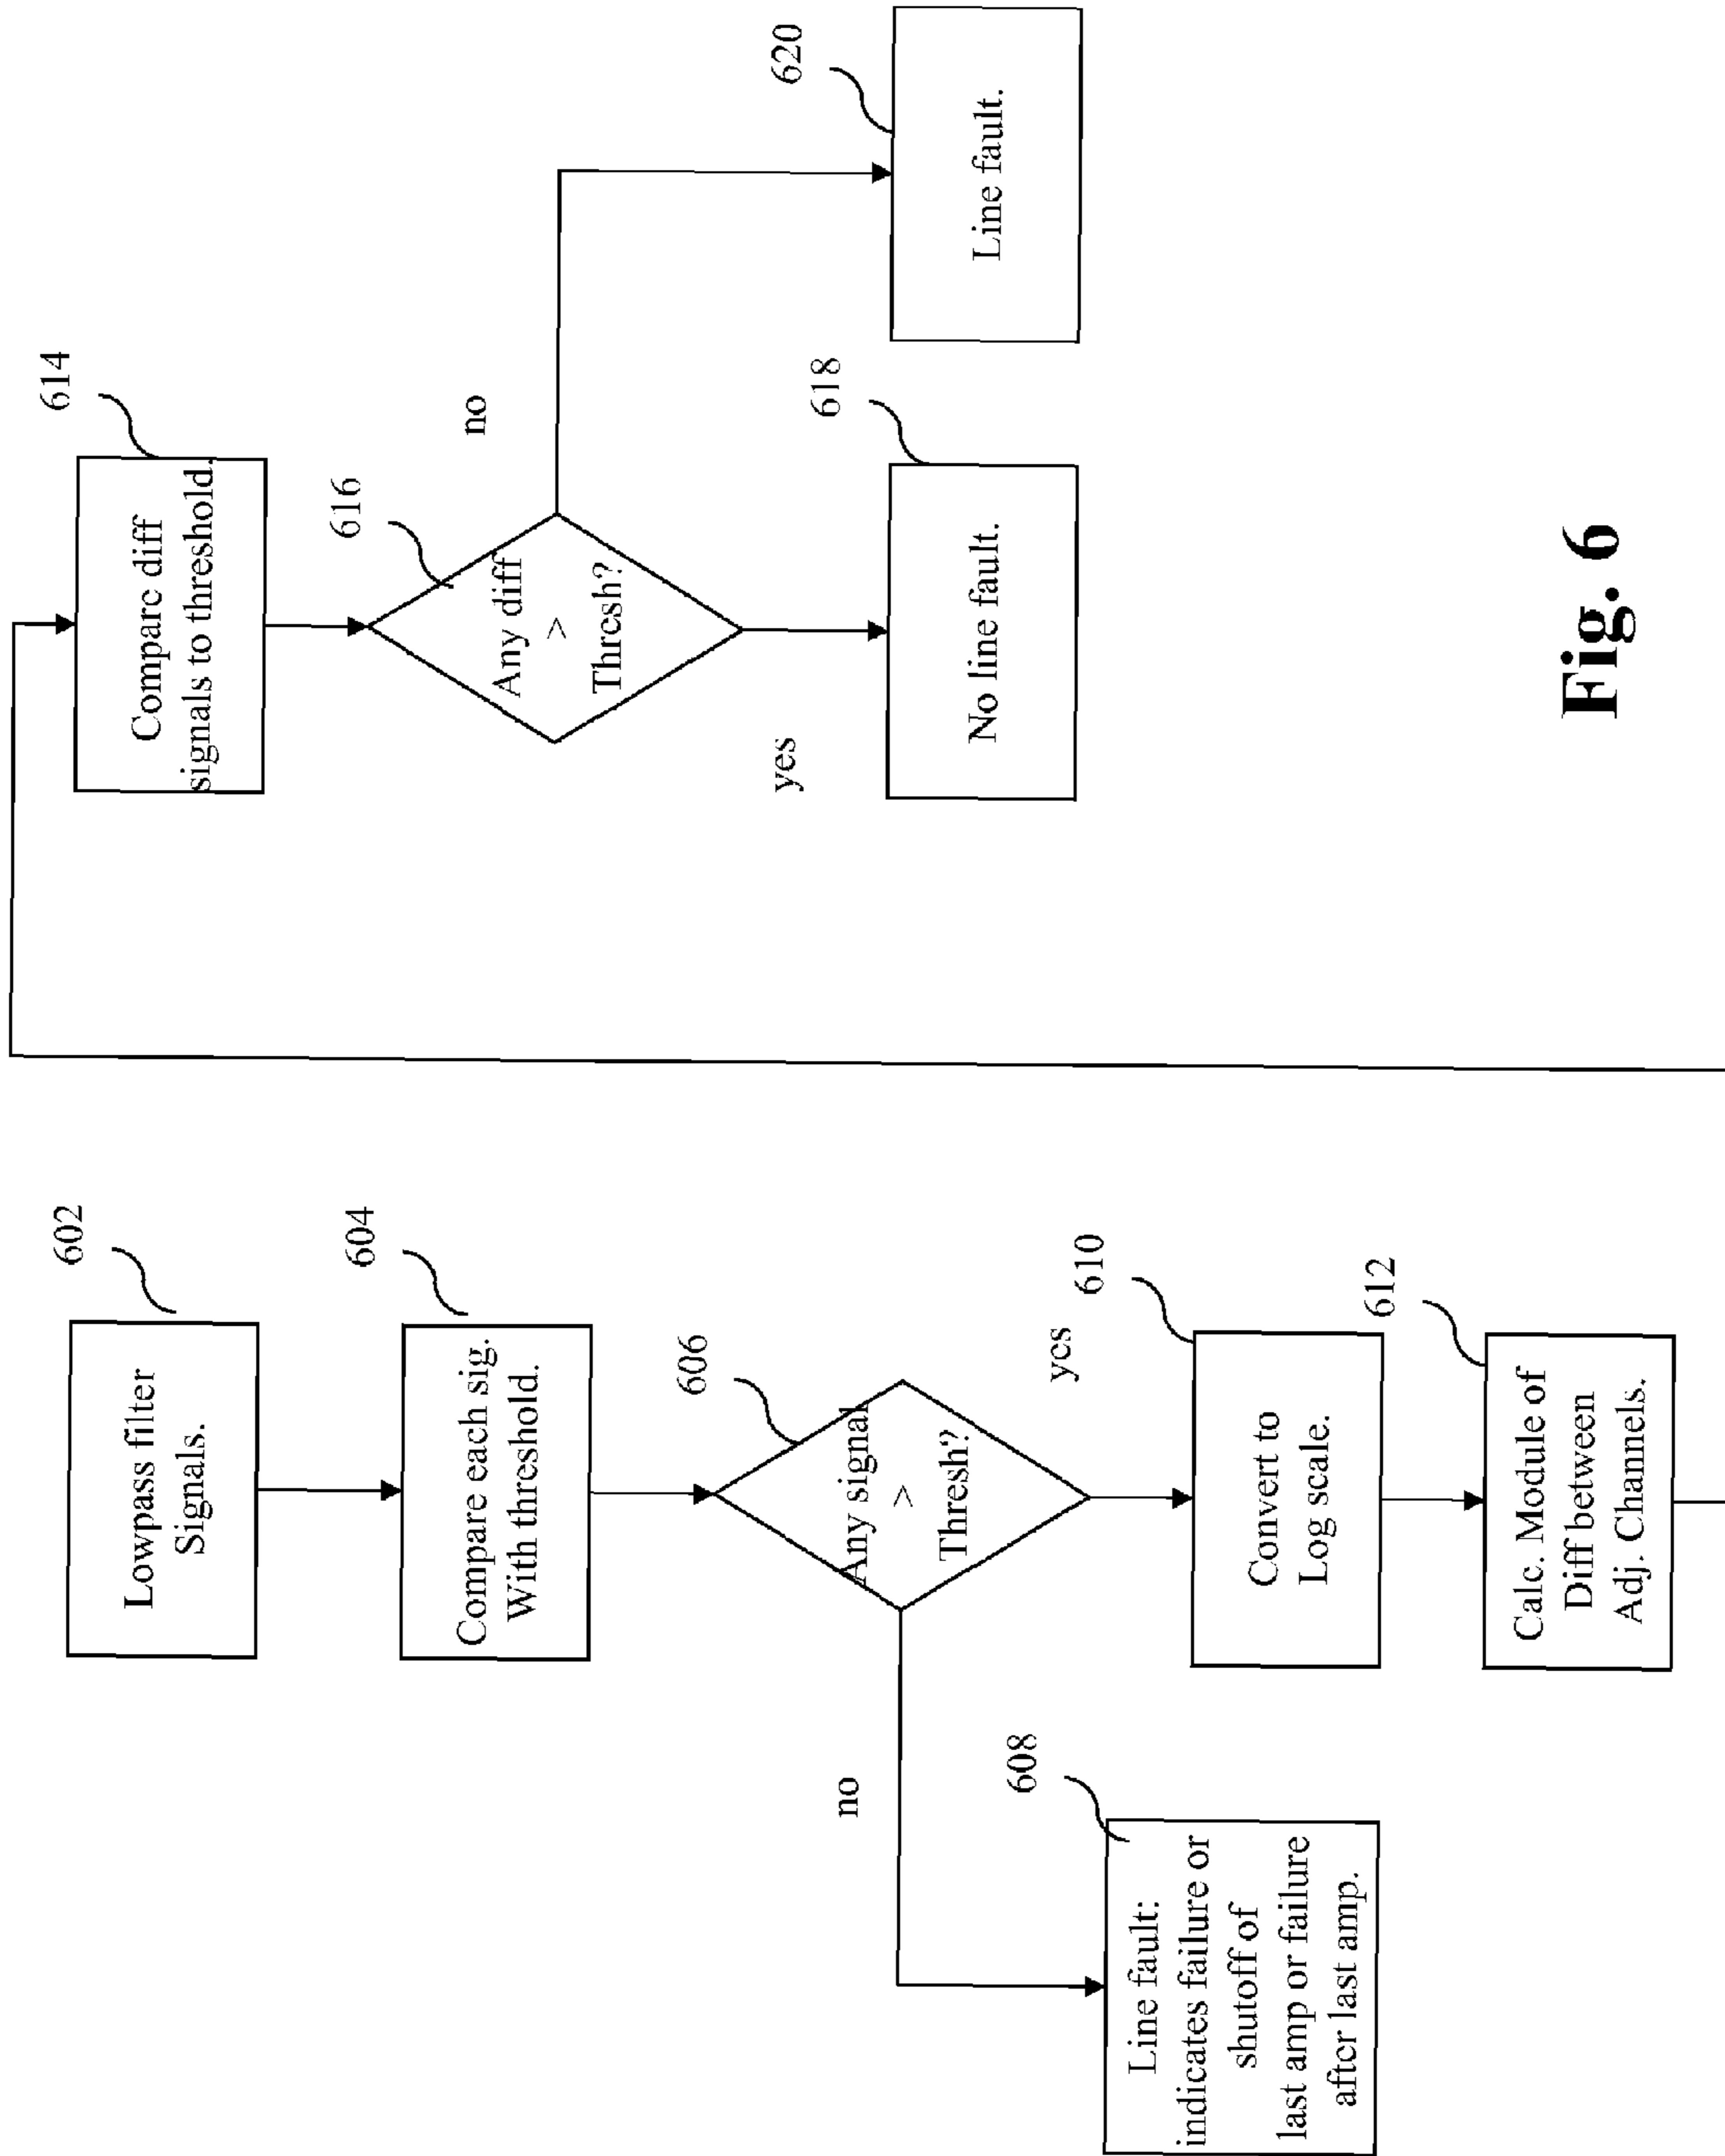 602
Lowpass filter
Signals.
604
Compare each sig.
With threshold.
606
Any signal
>
Thresh?
no
yes
608
Line fault:
indicates failure or
shutoff of
last amp or failure
after last amp.
610
Convert to
Log scale.
612
Calc. Module of
Diff between
Adj. Channels.
614
Compare diff
signals to threshold.
616
Any diff
>
Thresh?
no
yes
618
No line fault.
620
Line fault.
Fig. 6